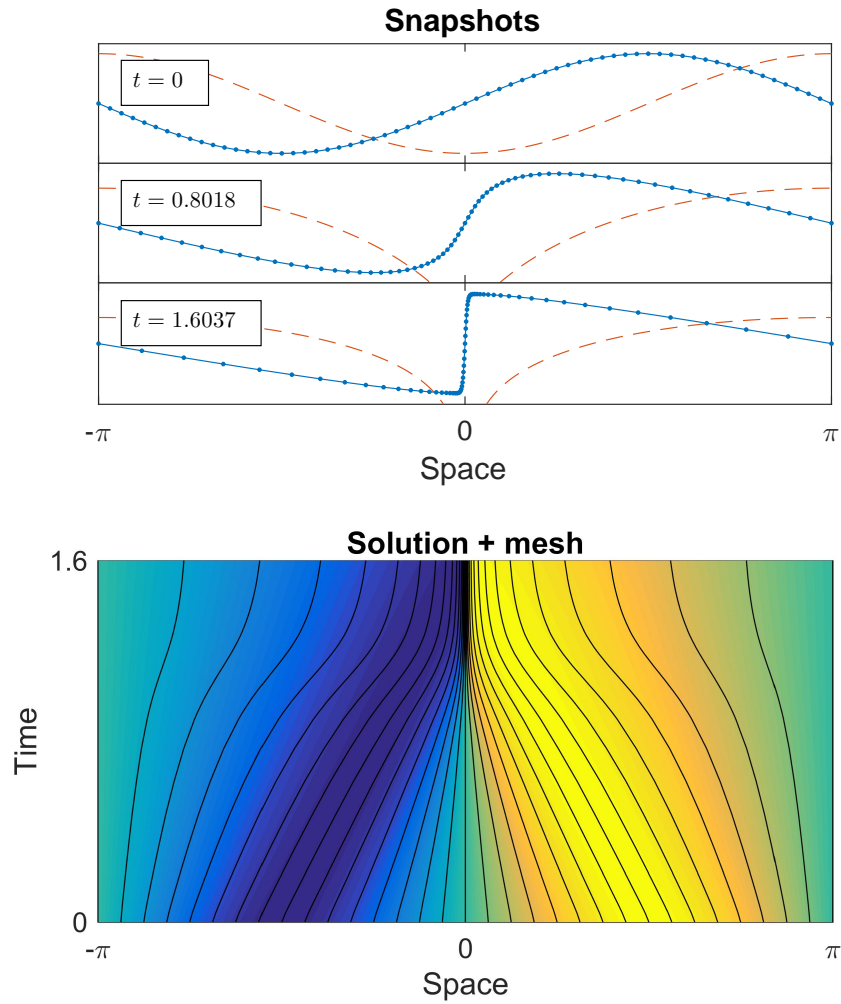 Snapshots
t = 0
t = 0.8018
t = 1.6037
-π 0 π
Space
Solution + mesh
1.6
Time
0
-π 0 π
Space